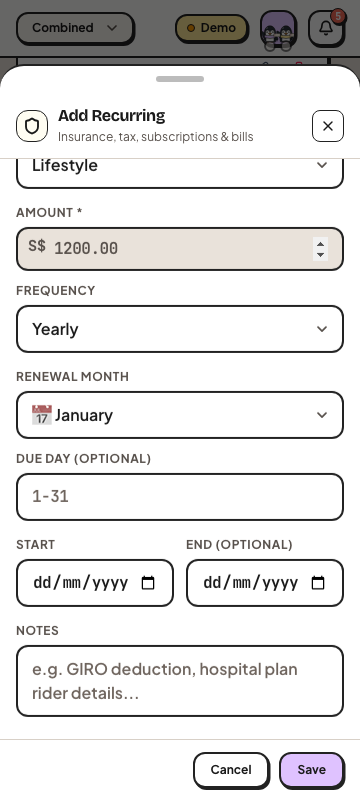 Combined
Demo
5
Add Recurring
Insurance, tax, subscriptions & bills
Lifestyle
AMOUNT *
S$ 1200.00
FREQUENCY
Yearly
RENEWAL MONTH
17 January
DUE DAY (OPTIONAL)
1-31
START
END (OPTIONAL)
dd/mm/yyyy
dd/mm/yyyy
NOTES
e.g. GIRO deduction, hospital plan
rider details...
Cancel
Save